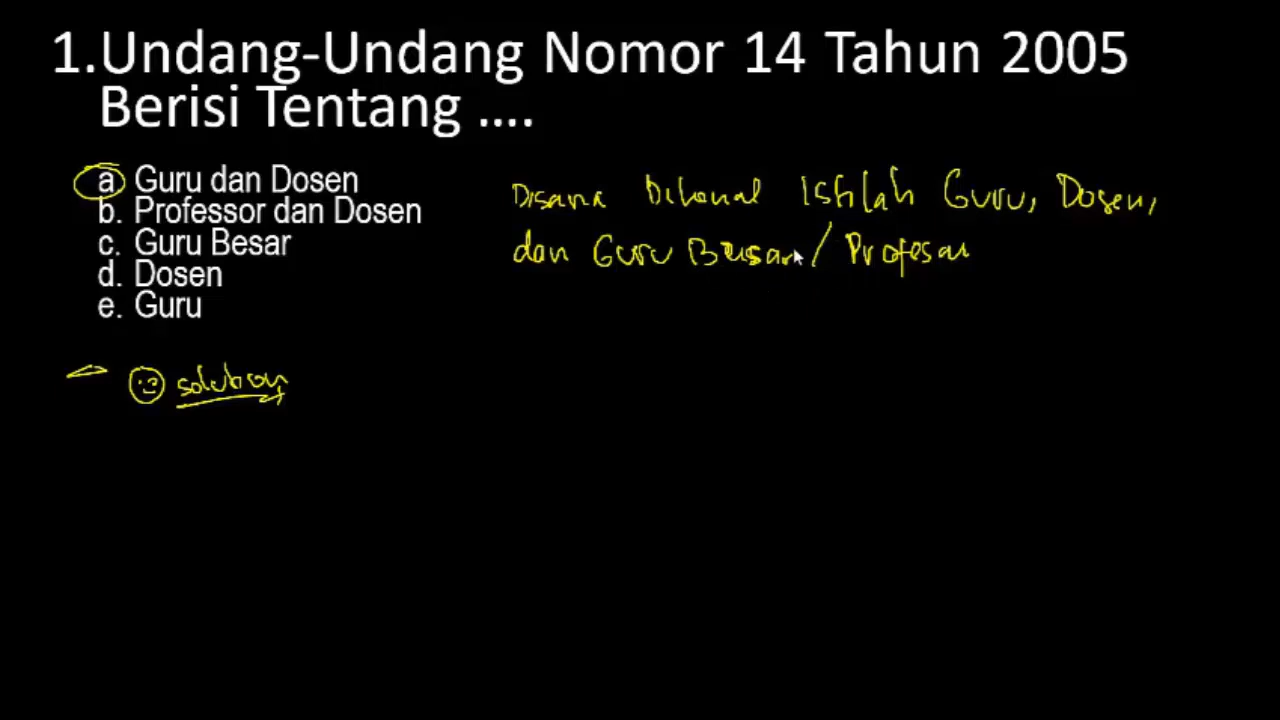 1.Undang-Undang Nomor 14 Tahun 2005
Berisi Tentang ....
a Guru dan Dosen
b. Professor dan Dosen
c. Guru Besar
d. Dosen
e. Guru
Disana Dikenal Istilah Guru, Dosen,
dan Guru Besar/ Profesar
solution